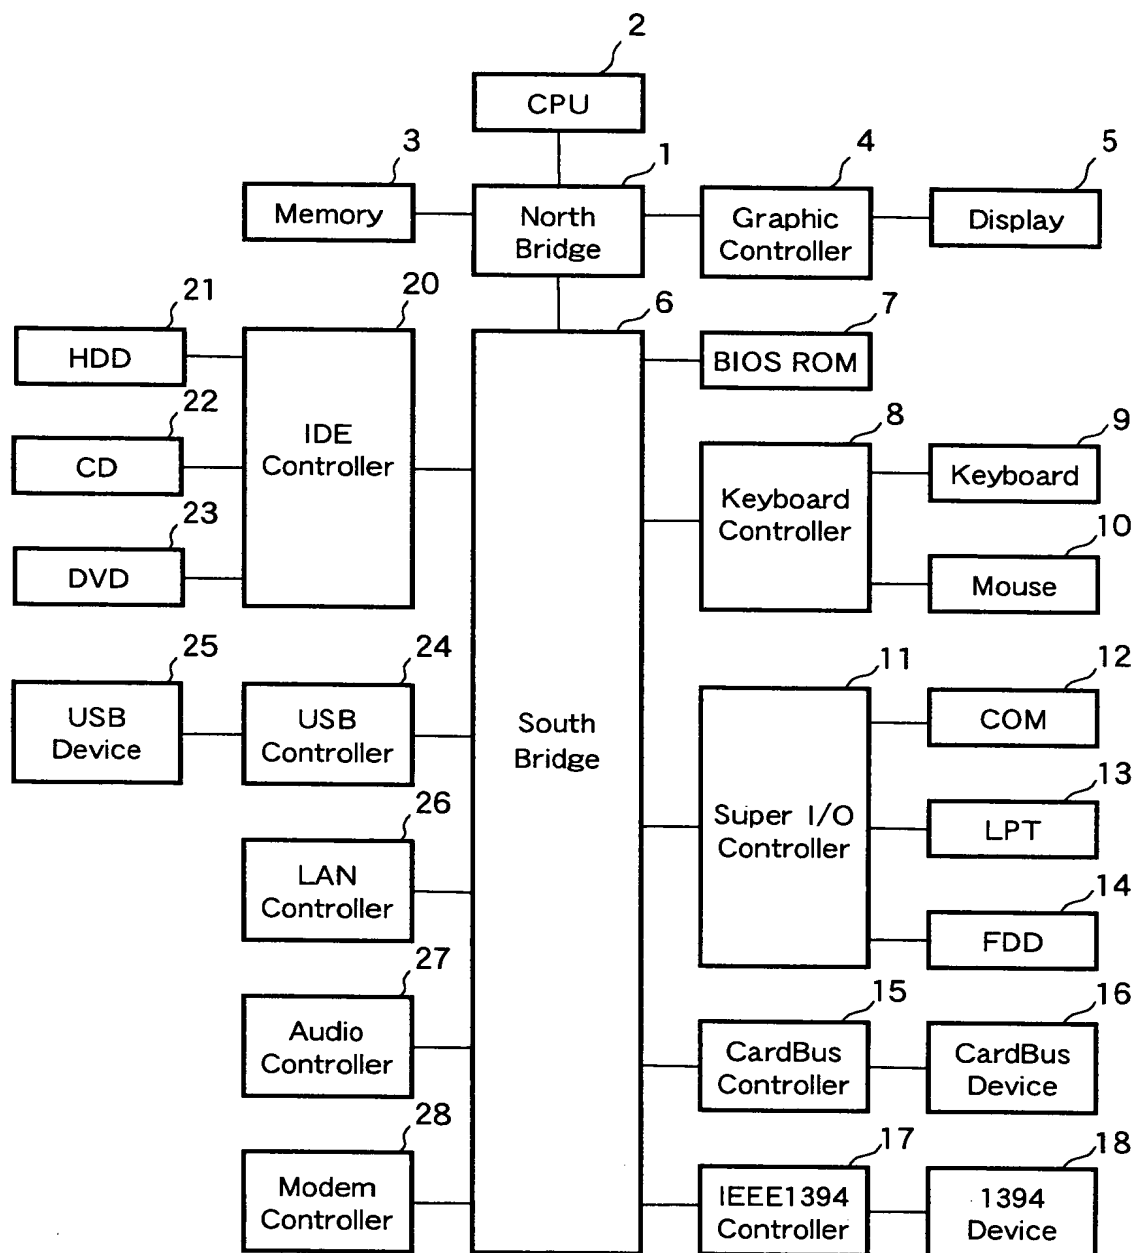 2
CPU
3
1
4
5
Memory
North
Bridge
Graphic
Controller
Display
21
20
6
7
HDD
BIOS ROM
22
8
9
CD
IDE
Controller
Keyboard
Controller
Keyboard
23
10
DVD
Mouse
25
24
11
12
USB
Device
USB
Controller
South
Bridge
COM
13
26
Super I/O
Controller
LPT
LAN
Controller
14
FDD
27
15
16
Audio
Controller
CardBus
Controller
CardBus
Device
28
17
18
Modem
Controller
IEEE1394
Controller
1394
Device